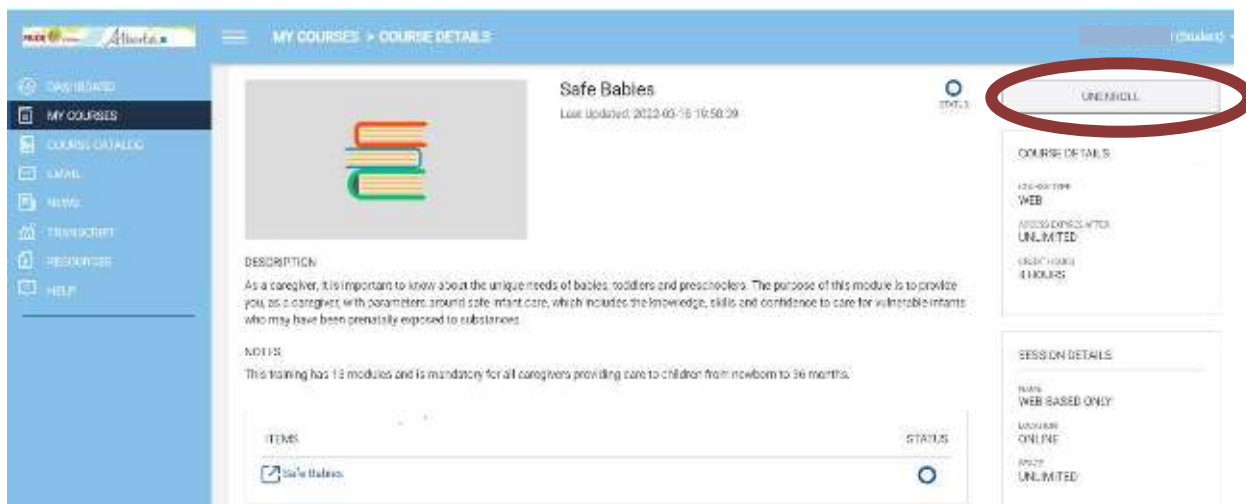 Alberta
MY COURSES > COURSE DETAILS
(Student)
DASHBOARD
MY COURSES
COURSE CATALOG
EMAIL
NEWS
TRANSCRIPT
RESOURCES
HELP
Safe Babies
Last Updated: 2022-03-16 19:58:39
STATUS
UNENROLL
COURSE DETAILS
COURSE TYPE
WEB
ACCESS EXPIRES AFTER
UNLIMITED
CREDIT HOURS
4 HOURS
DESCRIPTION
As a caregiver, it is important to know about the unique needs of babies, toddlers and preschoolers. The purpose of this module is to provide
you, as a caregiver, with parameters around safe infant care, which includes the knowledge, skills and confidence to care for vulnerable infants
who may have been prenatally exposed to substances.
NOTES
This training has 13 modules and is mandatory for all caregivers providing care to children from newborn to 36 months.
ITEMS
STATUS
Safe Babies
SESSION DETAILS
NAME
WEB BASED ONLY
LOCATION
ONLINE
UNLIMITED